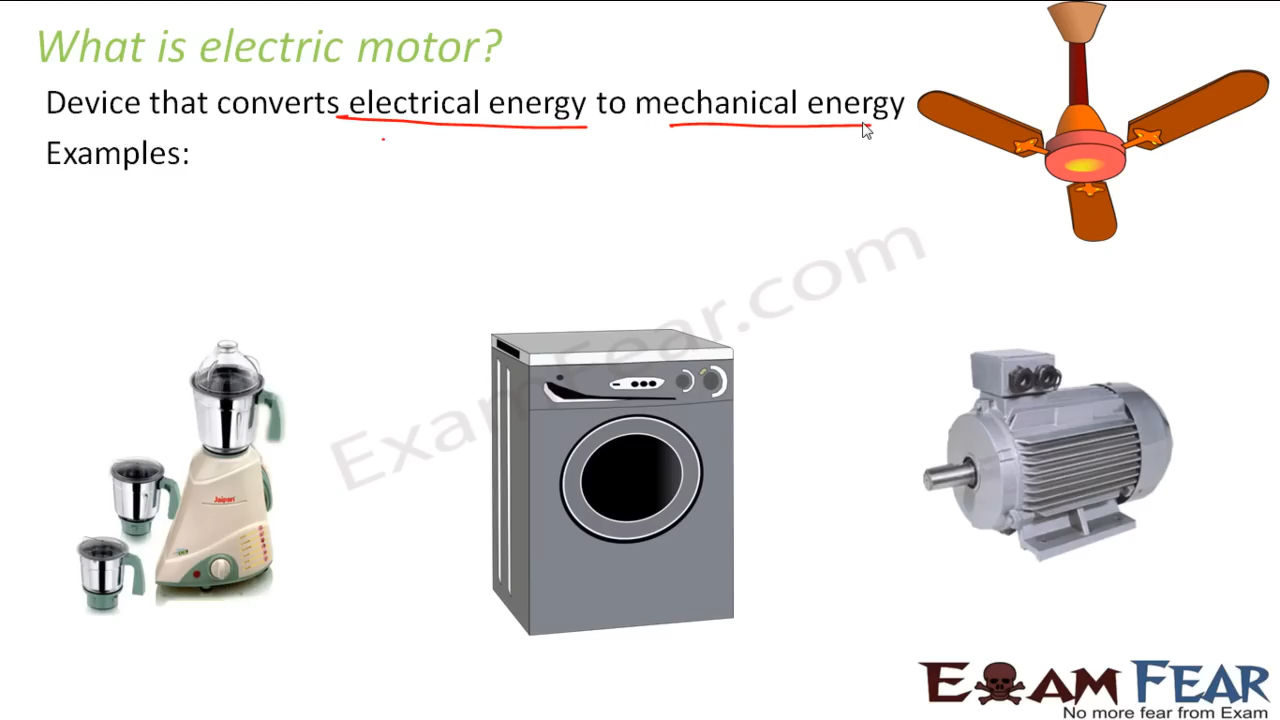 What is electric motor?
Device that converts electrical energy to mechanical energy
Examples:
ExamFear.com
Jaipan
EXAM FEAR
No more fear from Exam